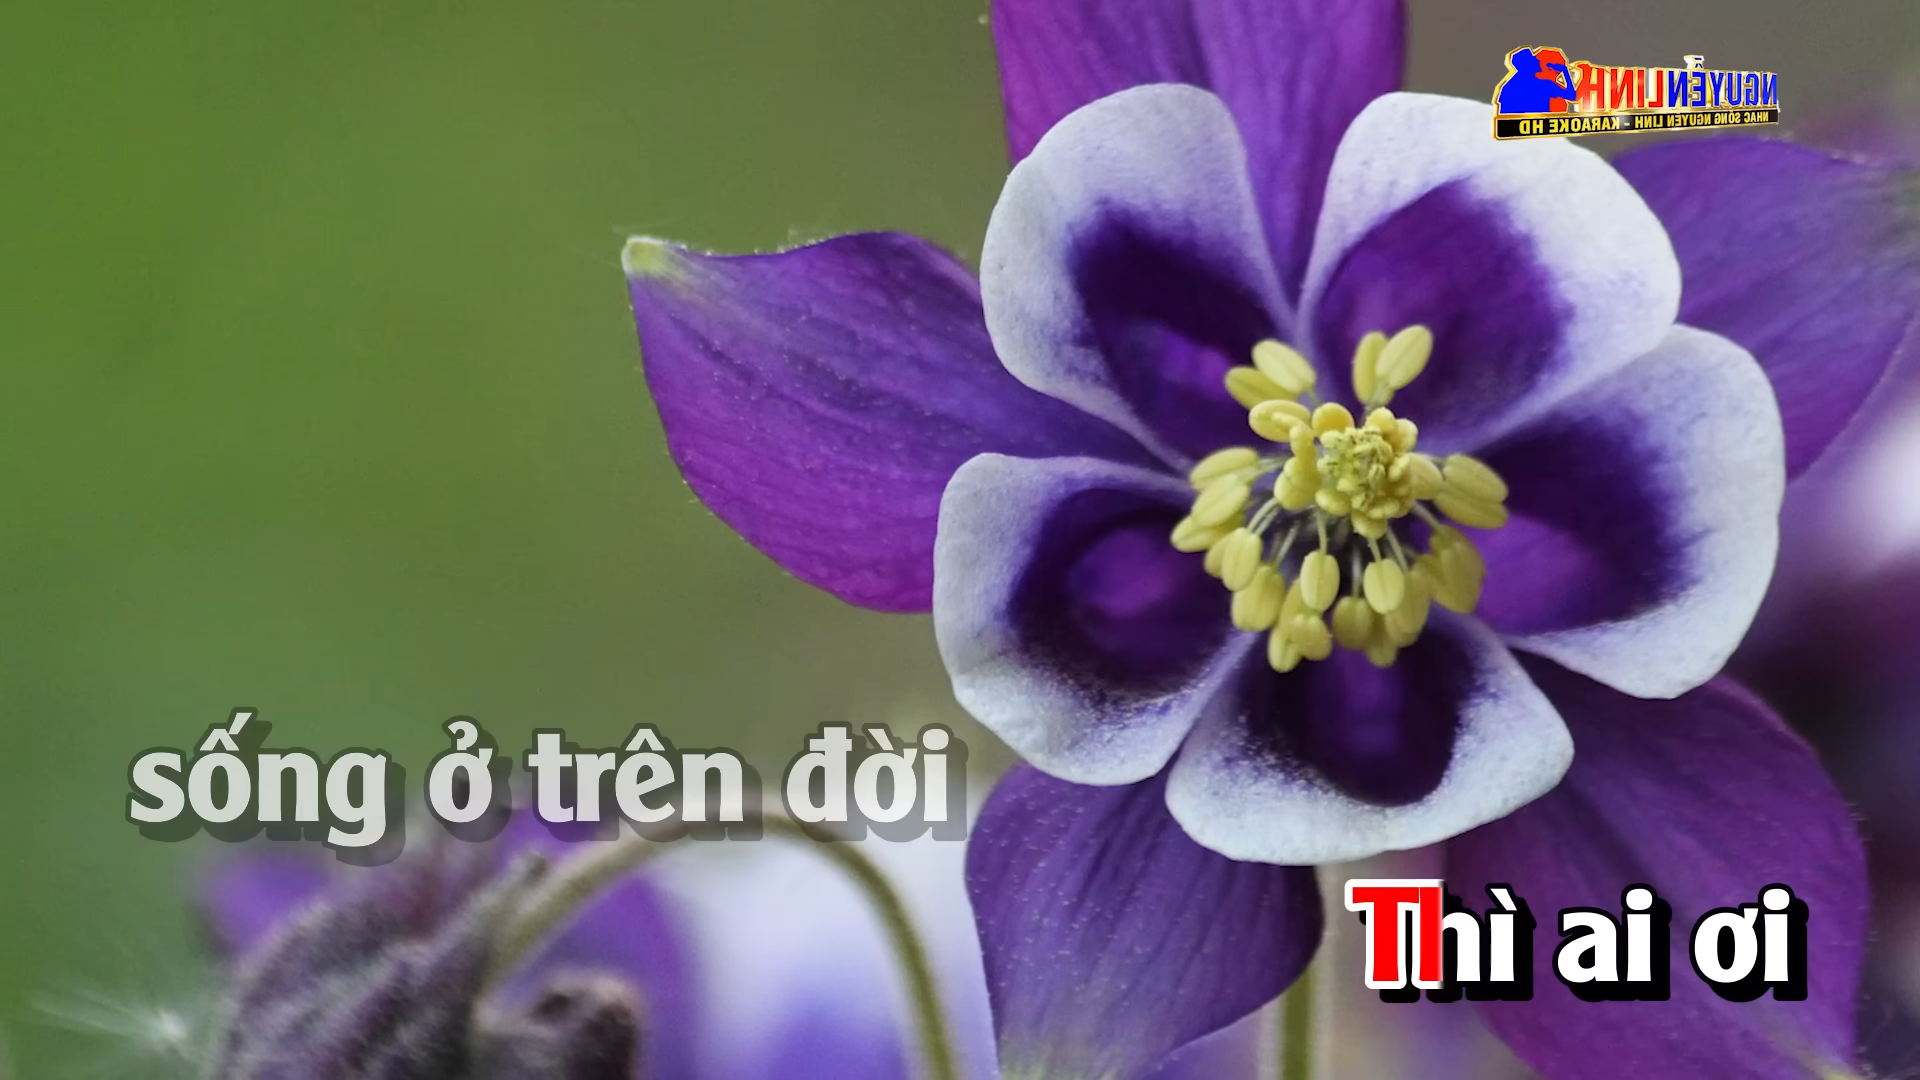 NGUYỄN LINH
NHẠC SỐNG NGUYỄN LINH - KARAOKE HD
sống ở trên đời
Thì ai ơi